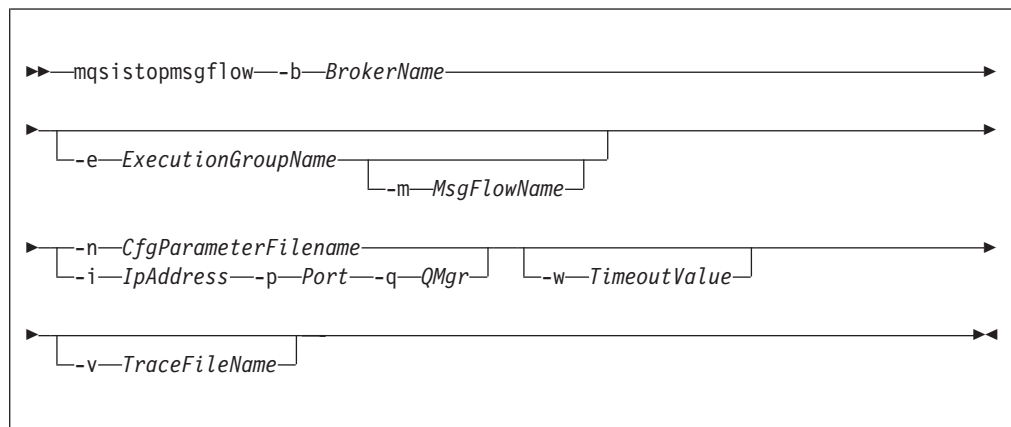 mqsistopmsgflow -b BrokerName
-e ExecutionGroupName
-m MsgFlowName
-n CfgParameterFilename
-i IpAddress -p Port -q QMgr -w TimeoutValue
-v TraceFileName